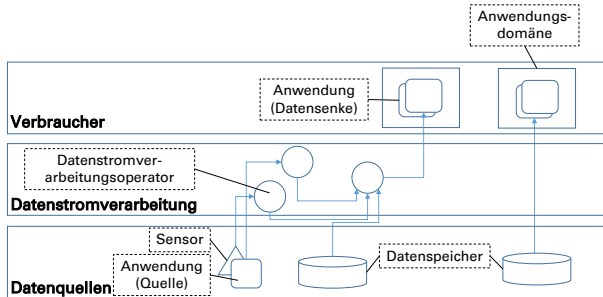 Anwendungs-
domäne
Anwendung
(Datensenke)
Verbraucher
Datenstromver-
arbeitungsoperator
Datenstromverarbeitung
Sensor
Anwendung
(Quelle)
Datenspeicher
Datenquellen